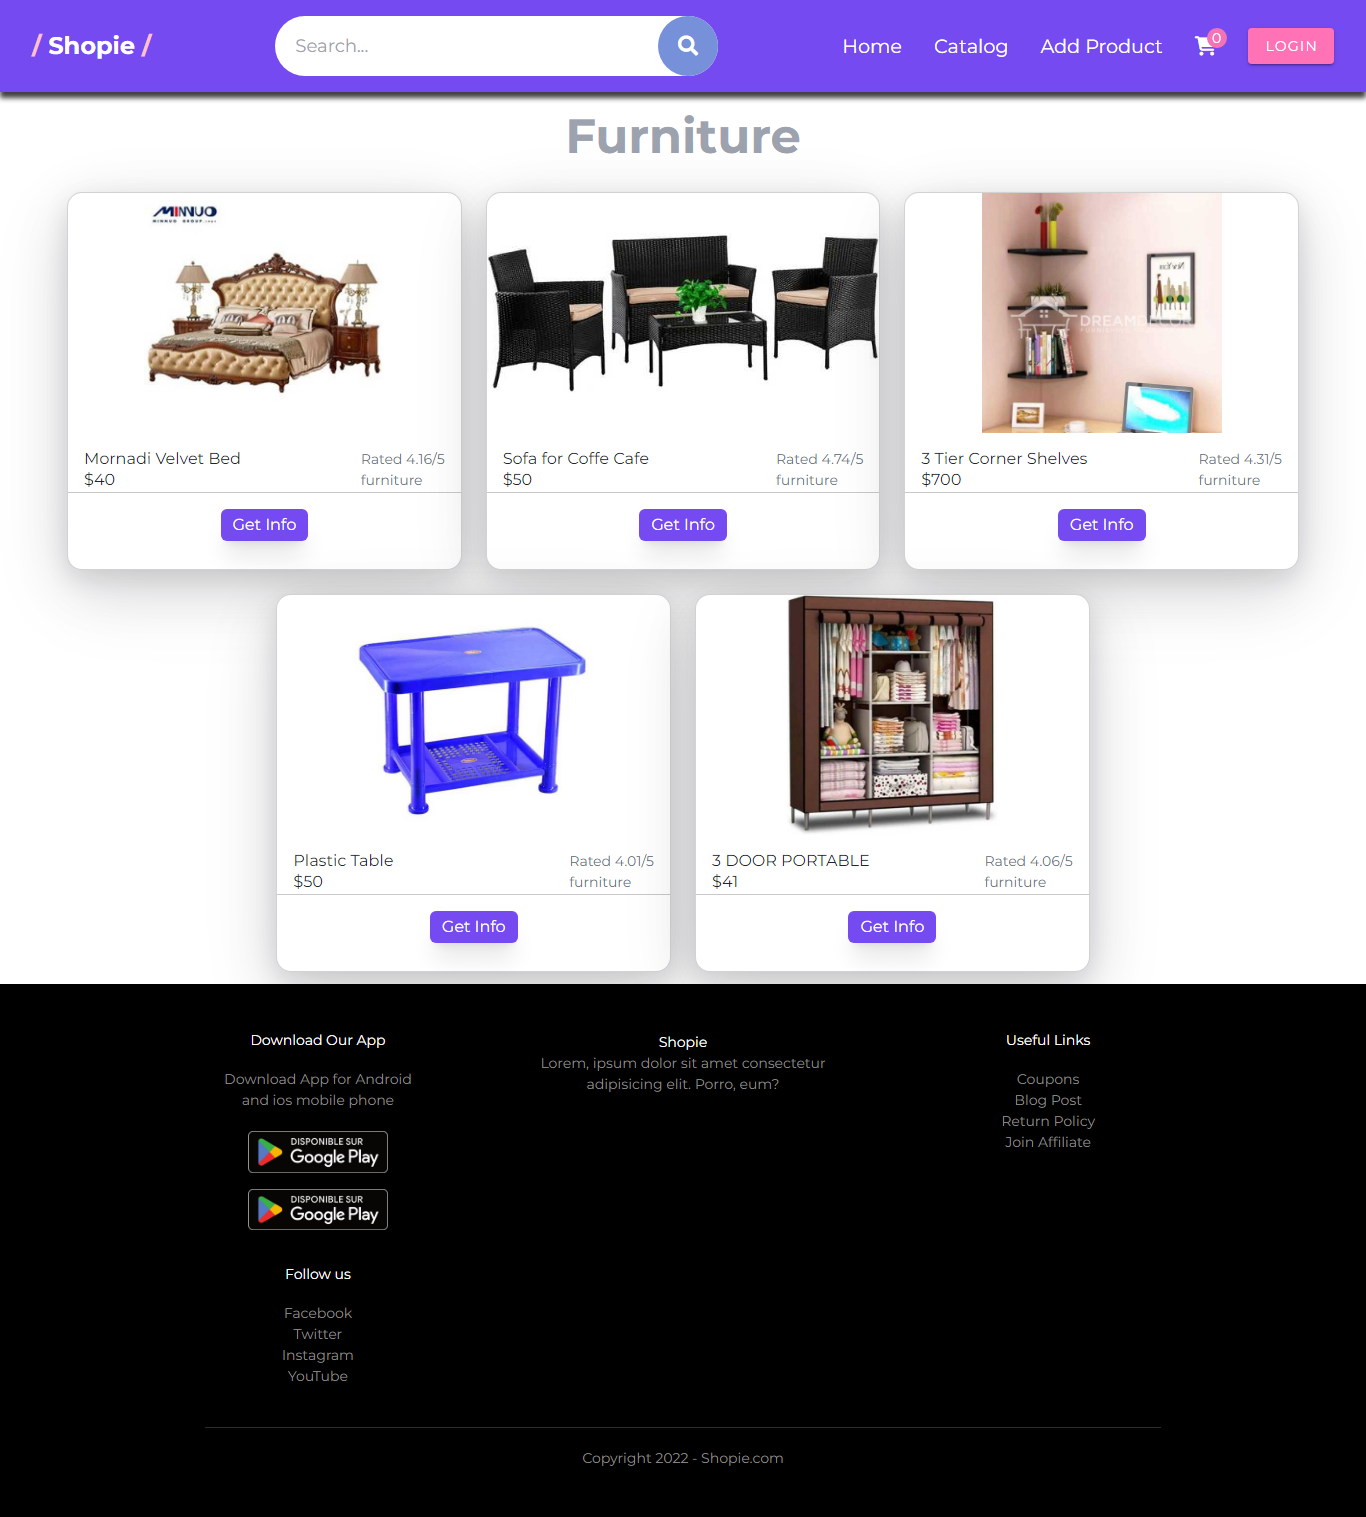 / Shopie /
Search...
Home
Catalog
Add Product
0
LOGIN
Furniture
MINNUO
MINNUO GROUP
DREAM DECOR
Mornadi Velvet Bed
$40
Rated 4.16/5
furniture
Get Info
Sofa for Coffe Cafe
$50
Rated 4.74/5
furniture
Get Info
3 Tier Corner Shelves
$700
Rated 4.31/5
furniture
Get Info
Plastic Table
$50
Rated 4.01/5
furniture
Get Info
3 DOOR PORTABLE
$41
Rated 4.06/5
furniture
Get Info
Download Our App
Download App for Android
and ios mobile phone
DISPONIBLE SUR
Google Play
DISPONIBLE SUR
Google Play
Follow us
Facebook
Twitter
Instagram
YouTube
Shopie
Lorem, ipsum dolor sit amet consectetur
adipisicing elit. Porro, eum?
Useful Links
Coupons
Blog Post
Return Policy
Join Affiliate
Copyright 2022 - Shopie.com